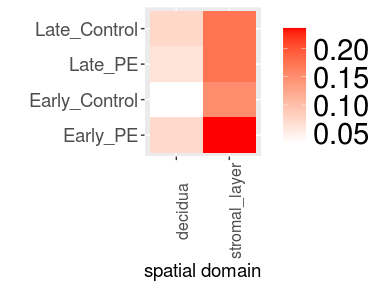 Late_Control
Late_PE
Early_Control
Early_PE
decidua
stromal_layer
spatial domain
0.20
0.15
0.10
0.05